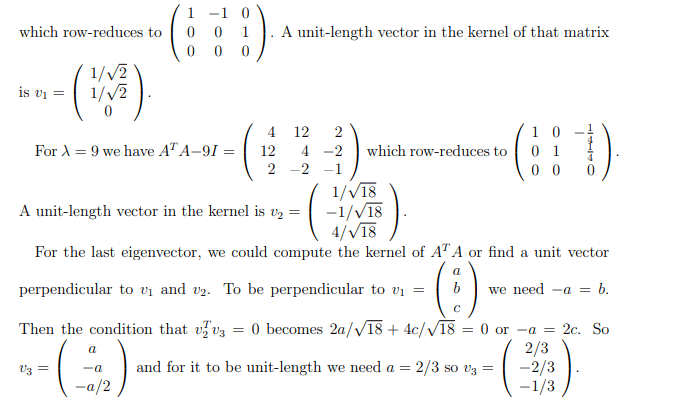 which row-reduces to $\begin{pmatrix} 1 & -1 & 0 \\ 0 & 0 & 1 \\ 0 & 0 & 0 \end{pmatrix}$. A unit-length vector in the kernel of that matrix
is $v_1 = \begin{pmatrix} 1/\sqrt{2} \\ 1/\sqrt{2} \\ 0 \end{pmatrix}$.
For $\lambda = 9$ we have $A^T A - 9I = \begin{pmatrix} 4 & 12 & 2 \\ 12 & 4 & -2 \\ 2 & -2 & -1 \end{pmatrix}$ which row-reduces to $\begin{pmatrix} 1 & 0 & -\frac{1}{4} \\ 0 & 1 & \frac{1}{4} \\ 0 & 0 & 0 \end{pmatrix}$.
A unit-length vector in the kernel is $v_2 = \begin{pmatrix} 1/\sqrt{18} \\ -1/\sqrt{18} \\ 4/\sqrt{18} \end{pmatrix}$.
For the last eigenvector, we could compute the kernel of $A^T A$ or find a unit vector
perpendicular to $v_1$ and $v_2$. To be perpendicular to $v_1 = \begin{pmatrix} a \\ b \\ c \end{pmatrix}$ we need $-a = b$.
Then the condition that $v_2^T v_3 = 0$ becomes $2a/\sqrt{18} + 4c/\sqrt{18} = 0$ or $-a = 2c$. So
$v_3 = \begin{pmatrix} a \\ -a \\ -a/2 \end{pmatrix}$ and for it to be unit-length we need $a = 2/3$ so $v_3 = \begin{pmatrix} 2/3 \\ -2/3 \\ -1/3 \end{pmatrix}$.